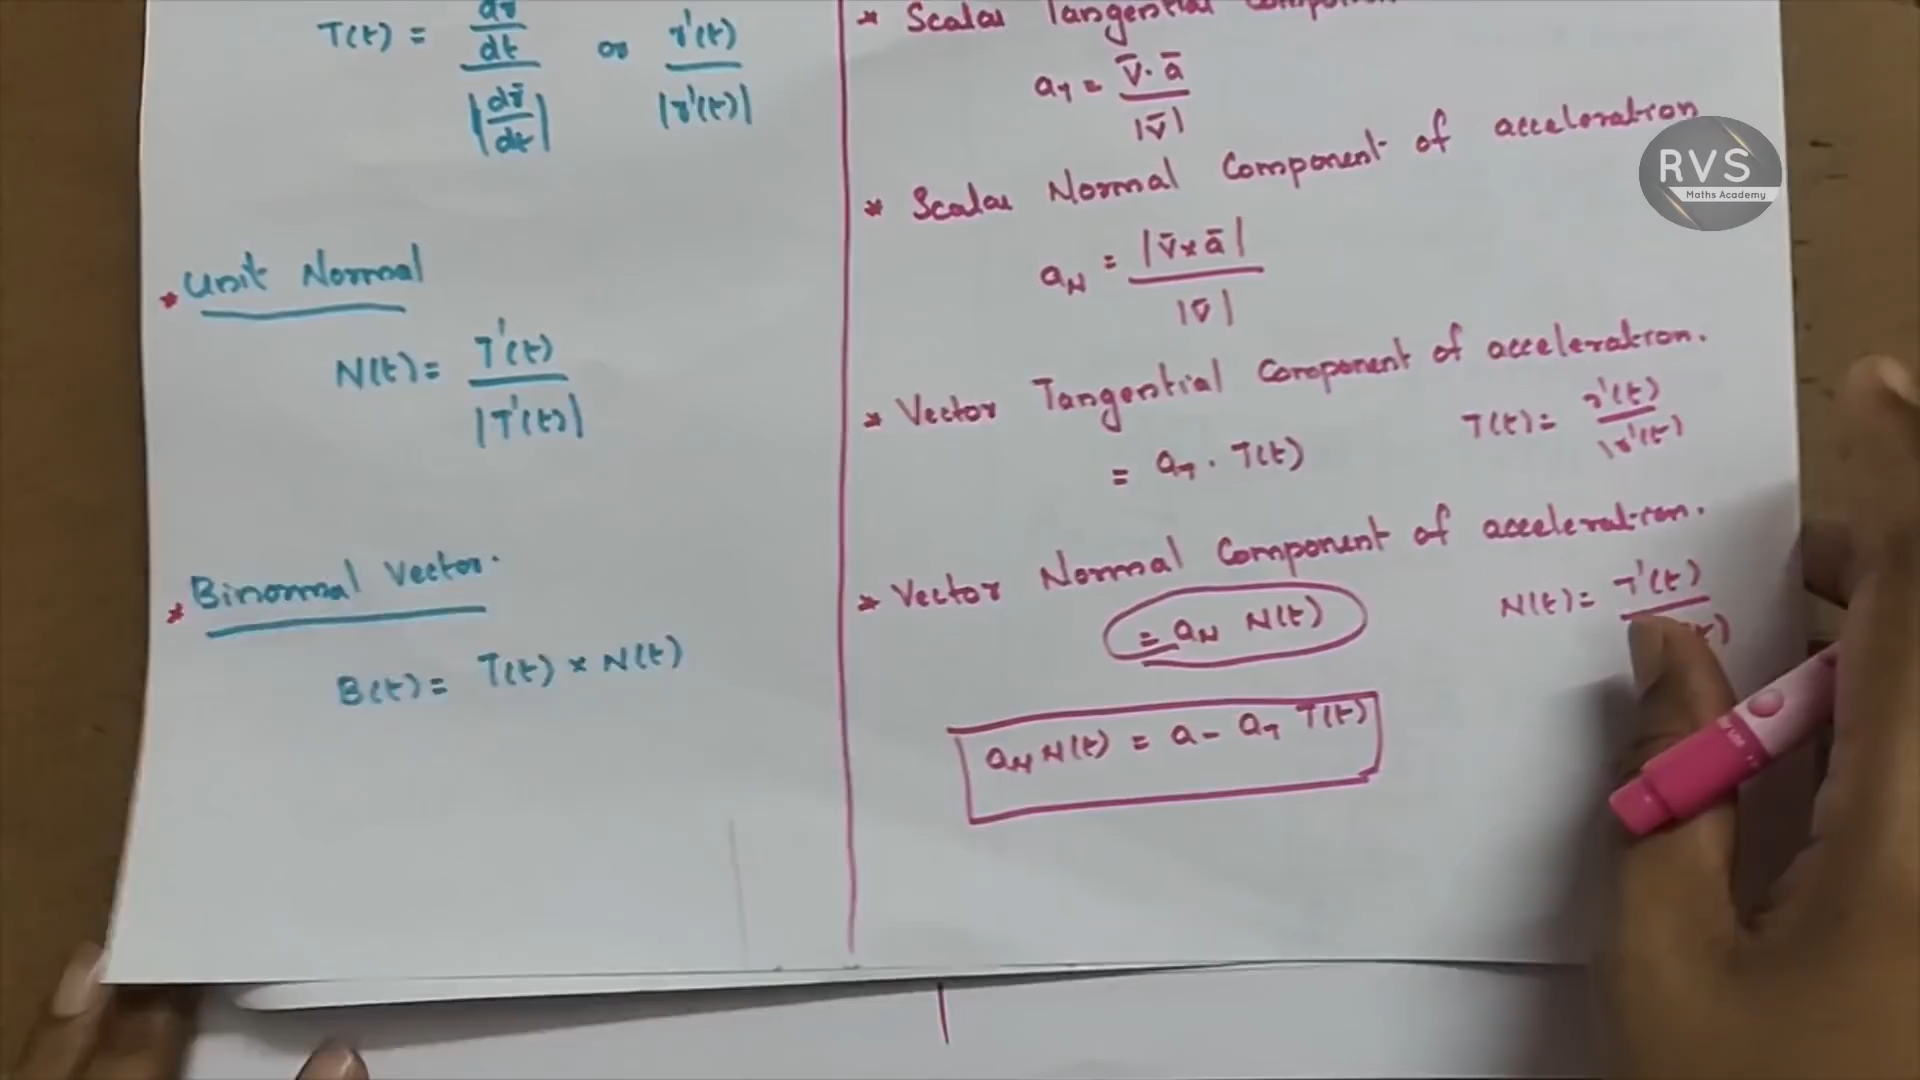 T(t) = dr̄/dt / |dr̄/dt| or r'(t) / |r'(t)|
* Unit Normal
N(t) = T'(t) / |T'(t)|
* Binormal Vector.
B(t) = T(t) × N(t)
* Scalar Tangential
a_T = v̄ · ā / |v̄|
* Scalar Normal Component of acceleration
a_N = |v̄ × ā| / |v̄|
* Vector Tangential Component of acceleration.
= a_T . T(t)
T(t) = r'(t) / |r'(t)
* Vector Normal Component of acceleration.
= a_N N(t)
N(t) = T'(t)
a_N N(t) = a - a_T T(t)
RVS
Maths Academy